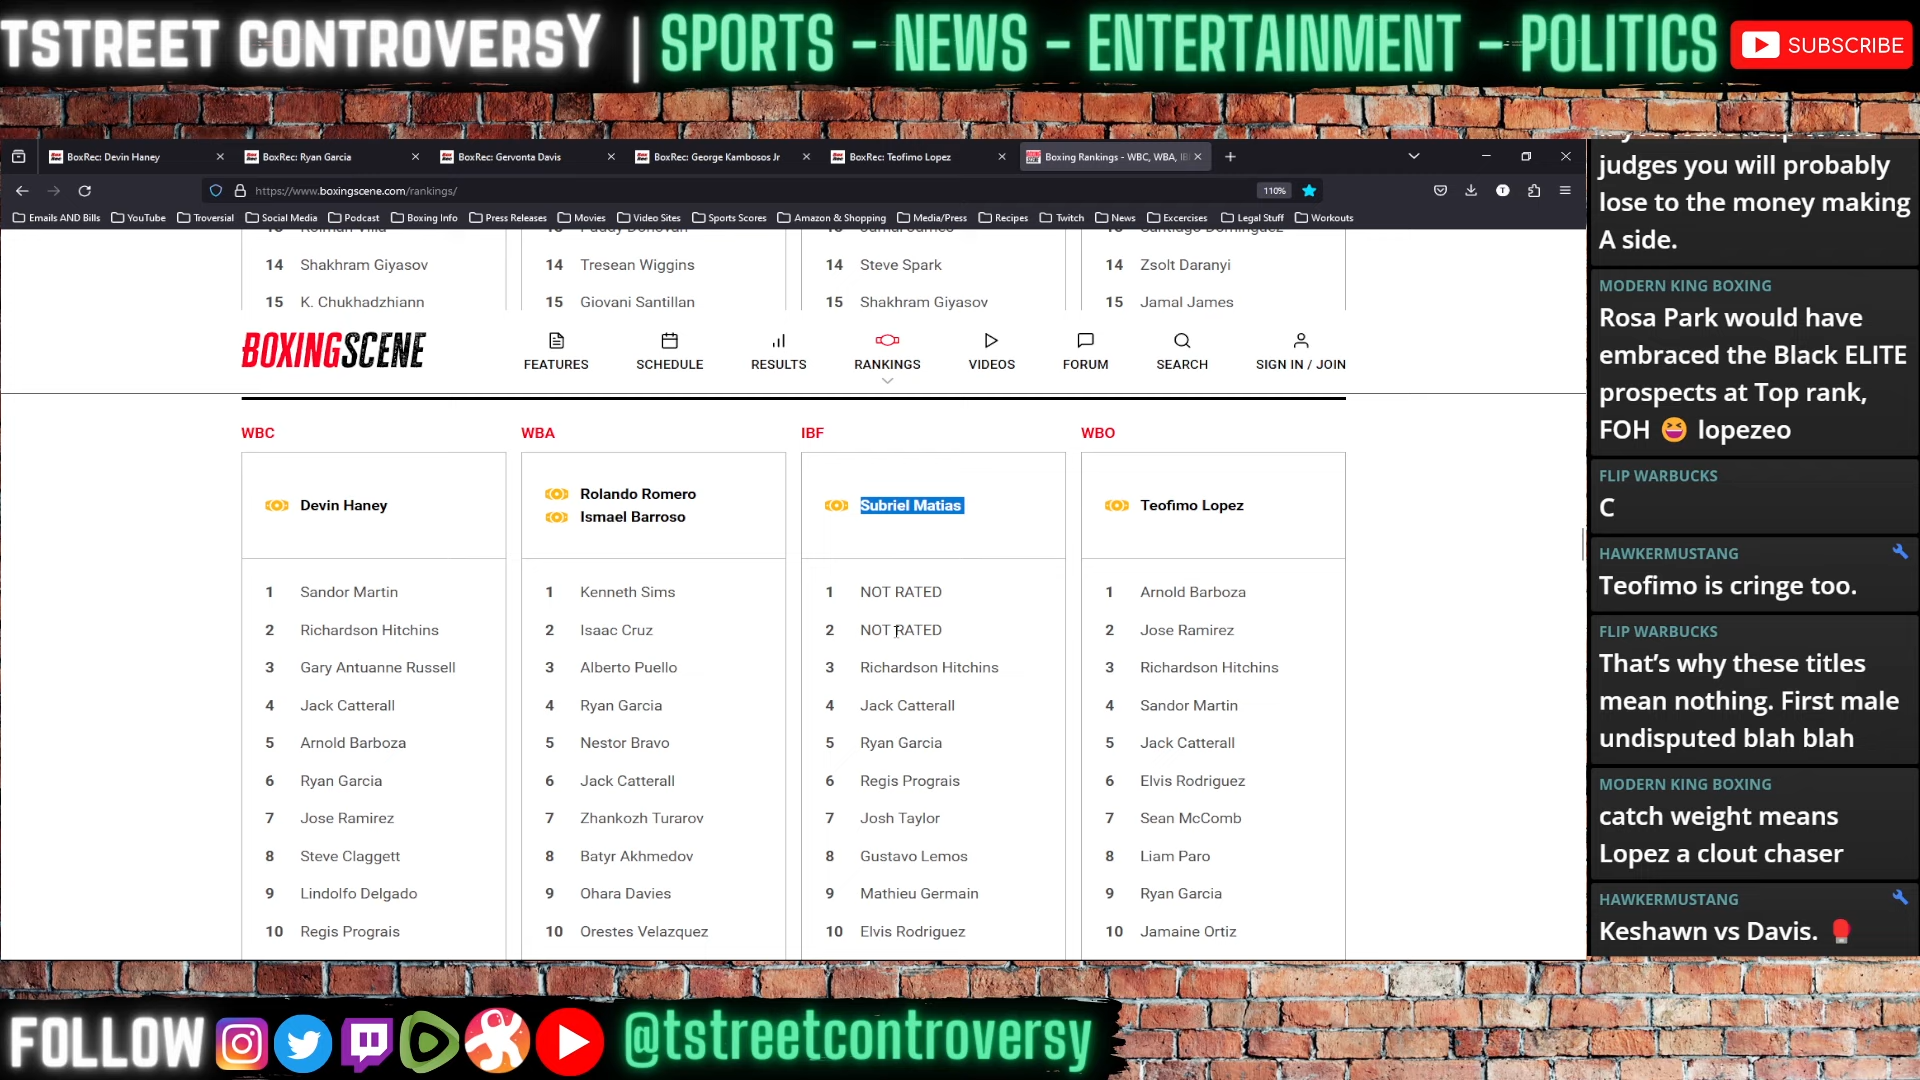 TSTREET CONTROVERSY | SPORTS - NEWS - ENTERTAINMENT - POLITICS
SUBSCRIBE
BoxRec: Devin Haney
BoxRec: Ryan Garcia
BoxRec: Gervonta Davis
BoxRec: George Kambosos Jr
BoxRec: Teofimo Lopez
Boxing Rankings - WBC, WBA, IB
https://www.boxingscene.com/rankings/
110%
Emails AND Bills
YouTube
Troversial
Social Media
Podcast
Boxing Info
Press Releases
Movies
Video Sites
Sports Scores
Amazon & Shopping
Media/Press
Recipes
Twitch
News
Excercises
Legal Stuff
Workouts
14 Shakhram Giyasov
15 K. Chukhadzhiann
14 Tresean Wiggins
15 Giovani Santillan
14 Steve Spark
15 Shakhram Giyasov
14 Zsolt Daranyi
15 Jamal James
BOXINGSCENE
FEATURES
SCHEDULE
RESULTS
RANKINGS
VIDEOS
FORUM
SEARCH
SIGN IN / JOIN
WBC
Devin Haney
1 Sandor Martin
2 Richardson Hitchins
3 Gary Antuanne Russell
4 Jack Catterall
5 Arnold Barboza
6 Ryan Garcia
7 Jose Ramirez
8 Steve Claggett
9 Lindolfo Delgado
10 Regis Prograis
WBA
Rolando Romero
Ismael Barroso
1 Kenneth Sims
2 Isaac Cruz
3 Alberto Puello
4 Ryan Garcia
5 Nestor Bravo
6 Jack Catterall
7 Zhankozh Turarov
8 Batyr Akhmedov
9 Ohara Davies
10 Orestes Velazquez
IBF
Subriel Matias
1 NOT RATED
2 NOT RATED
3 Richardson Hitchins
4 Jack Catterall
5 Ryan Garcia
6 Regis Prograis
7 Josh Taylor
8 Gustavo Lemos
9 Mathieu Germain
10 Elvis Rodriguez
WBO
Teofimo Lopez
1 Arnold Barboza
2 Jose Ramirez
3 Richardson Hitchins
4 Sandor Martin
5 Jack Catterall
6 Elvis Rodriguez
7 Sean McComb
8 Liam Paro
9 Ryan Garcia
10 Jamaine Ortiz
judges you will probably
lose to the money making
A side.
MODERN KING BOXING
Rosa Park would have
embraced the Black ELITE
prospects at Top rank,
FOH 😆 lopezeo
FLIP WARBUCKS
C
HAWKERMUSTANG
Teofimo is cringe too.
FLIP WARBUCKS
That's why these titles
mean nothing. First male
undisputed blah blah
MODERN KING BOXING
catch weight means
Lopez a clout chaser
HAWKERMUSTANG
Keshawn vs Davis. 🥊
FOLLOW
@tstreetcontroversy